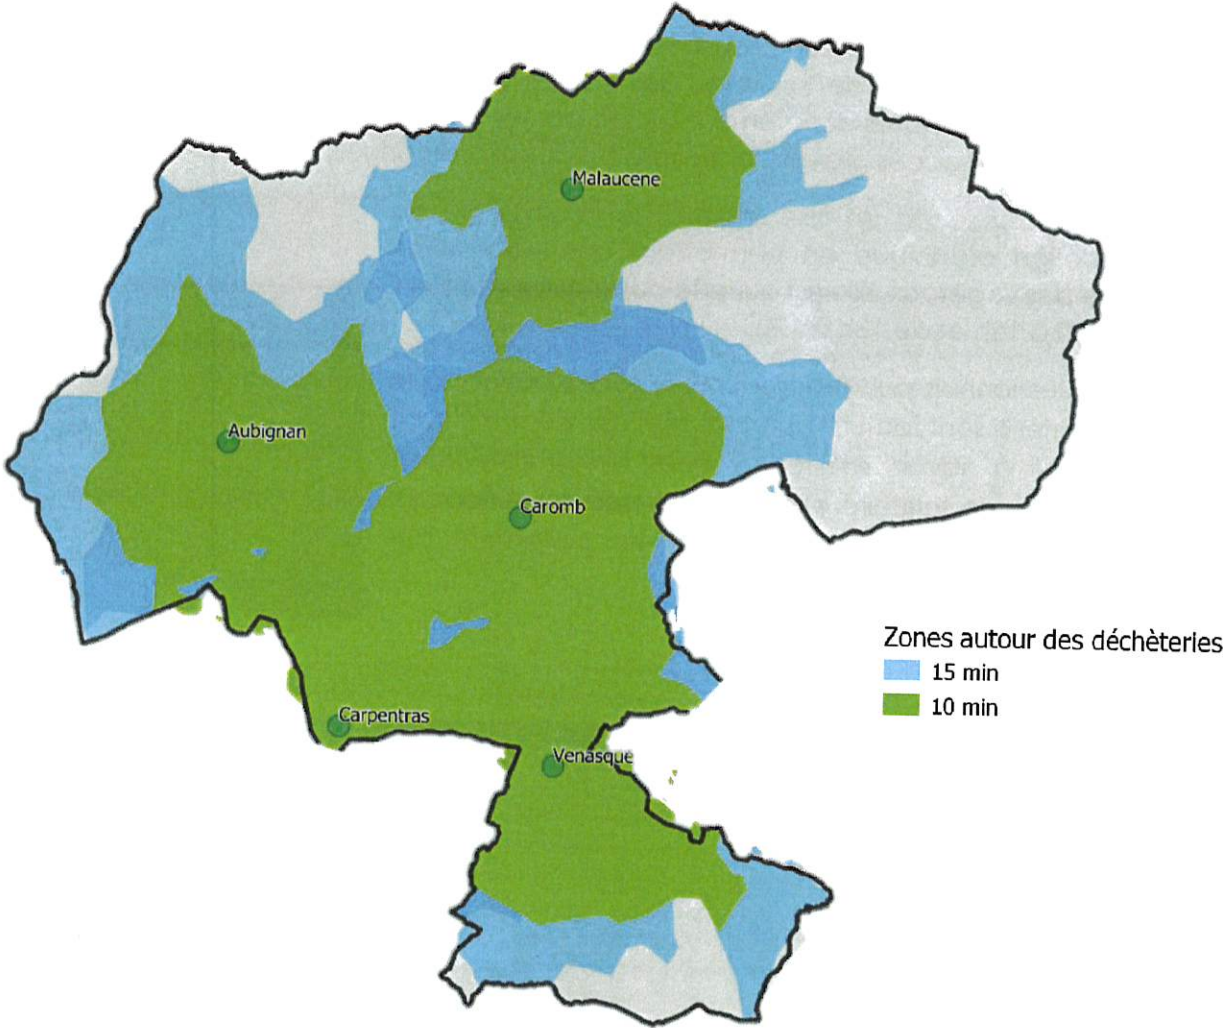 Malaucene
Aubignan
Caromb
Zones autour des déchèteries
15 min
10 min
Carpentras
Venasque